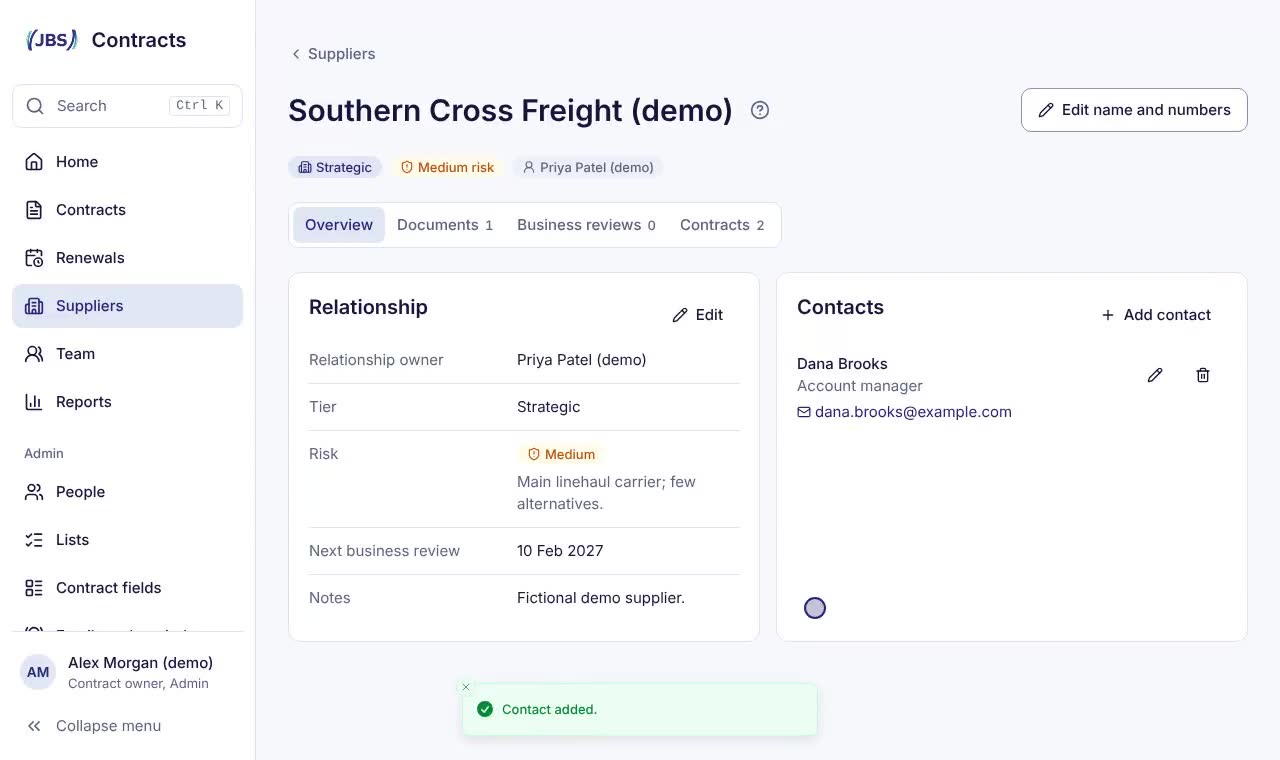 JBS Contracts
Search Ctrl K
Home
Contracts
Renewals
Suppliers
Team
Reports
Admin
People
Lists
Contract fields
AM
Alex Morgan (demo)
Contract owner, Admin
Collapse menu
Suppliers
Southern Cross Freight (demo)
Edit name and numbers
Strategic Medium risk Priya Patel (demo)
Overview Documents 1 Business reviews 0 Contracts 2
Relationship
Edit
Relationship owner Priya Patel (demo)
Tier Strategic
Risk Medium
Main linehaul carrier; few
alternatives.
Next business review 10 Feb 2027
Notes Fictional demo supplier.
Contacts
Add contact
Dana Brooks
Account manager
dana.brooks@example.com
Contact added.